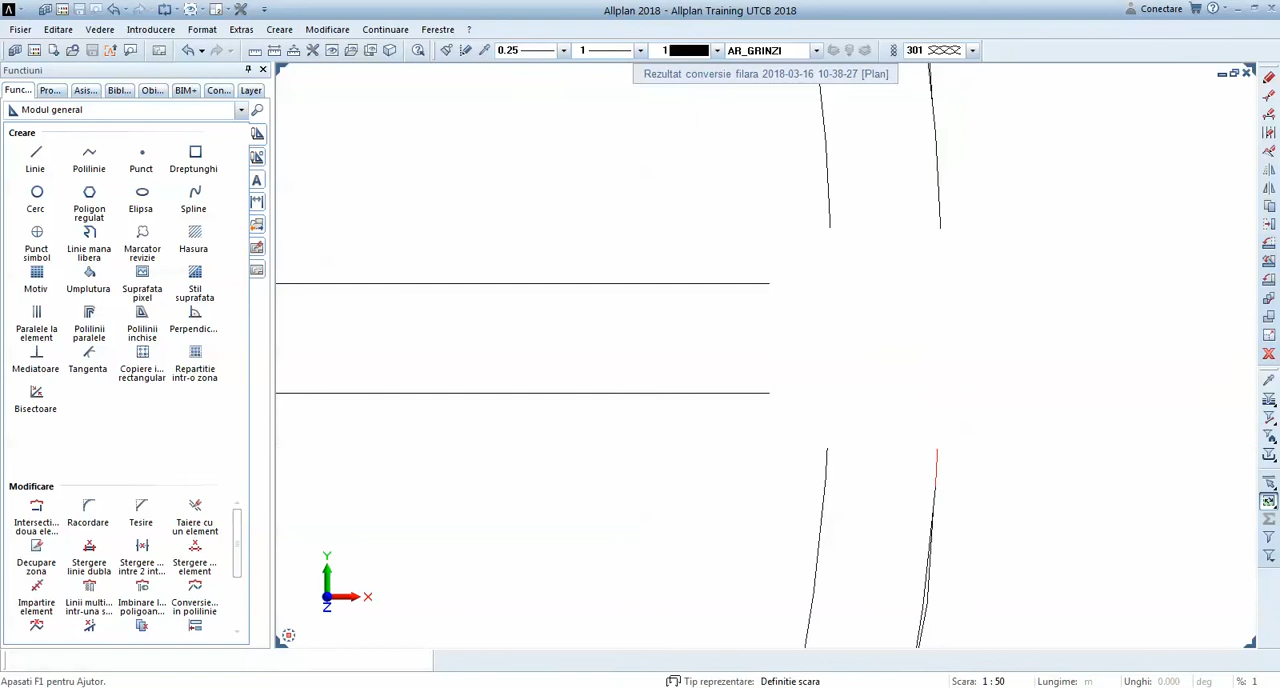 Allplan 2018 - Allplan Training UTCB 2018
Conectare
Fisier Editare Vedere Introducere Format Extras Creare Modificare Continuare Ferestre ?
0.25 1 1 AR_GRINZI 301
Functiuni
Rezultat conversie filara 2018-03-16 10-38-27 [Plan]
Func... Pro... Asis... Bibl... Obi... BIM+ Con... Layer
Modul general
Creare
Linie Polilinie Punct Dreptunghi
Cerc Poligon regulat Elipsa Spline
Punct simbol Linie mana libera Marcator revizie Hasura
Motiv Umplutura Suprafata pixel Stil suprafata
Paralele la element Polilinii paralele Polilinii inchise Perpendic...
Mediatoare Tangenta Copiere in rectangular Repartitie intr-o zona
Bisectoare
Modificare
Intersecti... doua ele... Racordare Tesire Taiere cu un element
Decupare zona Stergere linie dubla Stergere ... intre 2 int... Stergere ... element
Impartire element Linii multi... intr-una s... Imbinare l... poligoan... Conversie... in polilinie
Y
X
Z
Apasati F1 pentru Ajutor.
Tip reprezentare: Definitie scara Scara: 1 : 50 Lungime: m Unghi: 0.000 deg %: 1